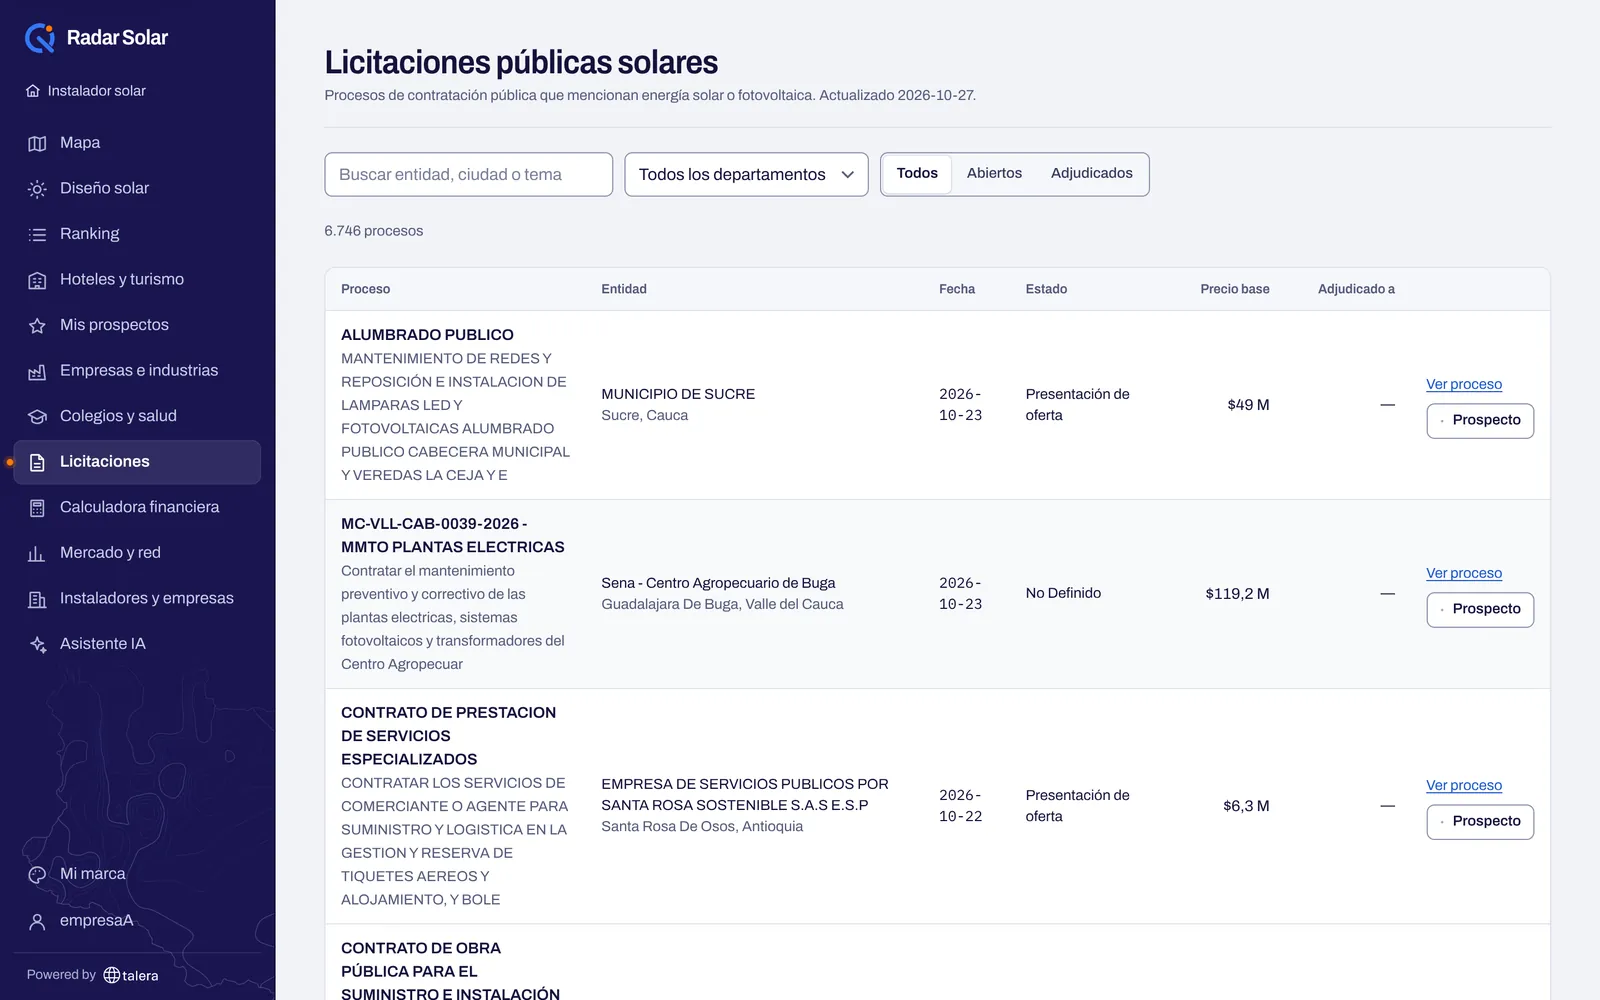 Radar Solar
Instalador solar
Mapa
Diseño solar
Ranking
Hoteles y turismo
Mis prospectos
Empresas e industrias
Colegios y salud
Licitaciones
Calculadora financiera
Mercado y red
Instaladores y empresas
Asistente IA
Mi marca
empresaA
Powered by talera
Licitaciones públicas solares
Procesos de contratación pública que mencionan energía solar o fotovoltaica. Actualizado 2026-10-27.
Buscar entidad, ciudad o tema
Todos los departamentos
Todos Abiertos Adjudicados
6.746 procesos
Proceso Entidad Fecha Estado Precio base Adjudicado a
ALUMBRADO PUBLICO
MANTENIMIENTO DE REDES Y
REPOSICIÓN E INSTALACION DE
LAMPARAS LED Y
FOTOVOLTAICAS ALUMBRADO
PUBLICO CABECERA MUNICIPAL
Y VEREDAS LA CEJA Y E
MUNICIPIO DE SUCRE
Sucre, Cauca
2026-
10-23
Presentación de
oferta
$49 M
—
Ver proceso
· Prospecto
MC-VLL-CAB-0039-2026 -
MMTO PLANTAS ELECTRICAS
Contratar el mantenimiento
preventivo y correctivo de las
plantas electricas, sistemas
fotovoltaicos y transformadores del
Centro Agropecuar
Sena - Centro Agropecuario de Buga
Guadalajara De Buga, Valle del Cauca
2026-
10-23
No Definido
$119,2 M
—
Ver proceso
· Prospecto
CONTRATO DE PRESTACION
DE SERVICIOS
ESPECIALIZADOS
CONTRATAR LOS SERVICIOS DE
COMERCIANTE O AGENTE PARA
SUMINISTRO Y LOGISTICA EN LA
GESTION Y RESERVA DE
TIQUETES AEREOS Y
ALOJAMIENTO, Y BOLE
EMPRESA DE SERVICIOS PUBLICOS POR
SANTA ROSA SOSTENIBLE S.A.S E.S.P
Santa Rosa De Osos, Antioquia
2026-
10-22
Presentación de
oferta
$6,3 M
—
Ver proceso
· Prospecto
CONTRATO DE OBRA
PÚBLICA PARA EL
SUMINISTRO E INSTALACIÓN